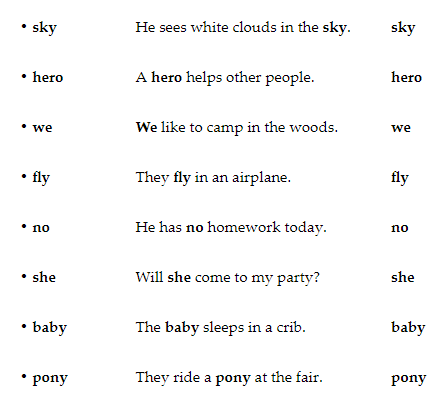 • sky He sees white clouds in the sky. sky
• hero A hero helps other people. hero
• we We like to camp in the woods. we
• fly They fly in an airplane. fly
• no He has no homework today. no
• she Will she come to my party? she
• baby The baby sleeps in a crib. baby
• pony They ride a pony at the fair. pony